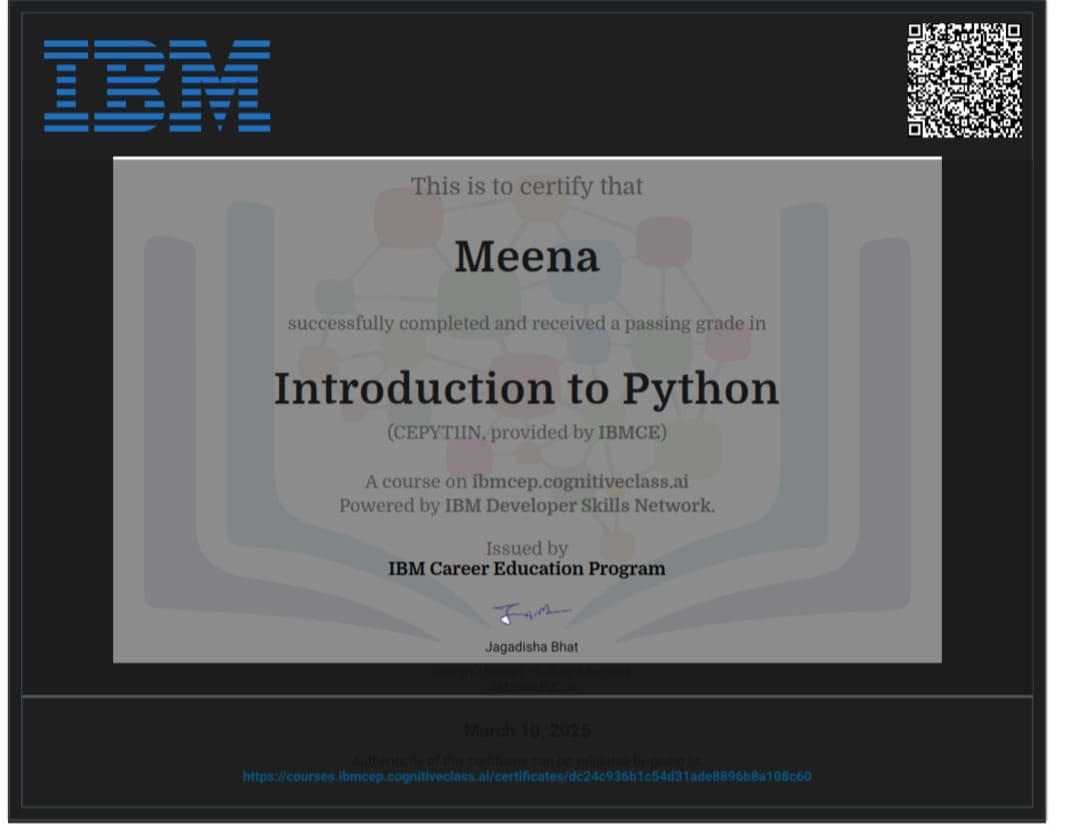 IBM
This is to certify that
Meena
successfully completed and received a passing grade in
Introduction to Python
(CEPYT1IN, provided by IBMCE)
A course on ibmcep.cognitiveclass.ai
Powered by IBM Developer Skills Network.
Issued by
IBM Career Education Program
Jagadisha Bhat
March 10, 2025
Authenticity of this certificate can be validated by going to:
https://courses.ibmcep.cognitiveclass.ai/certificates/dc24c936b1c54d31ade8896b8a108c60